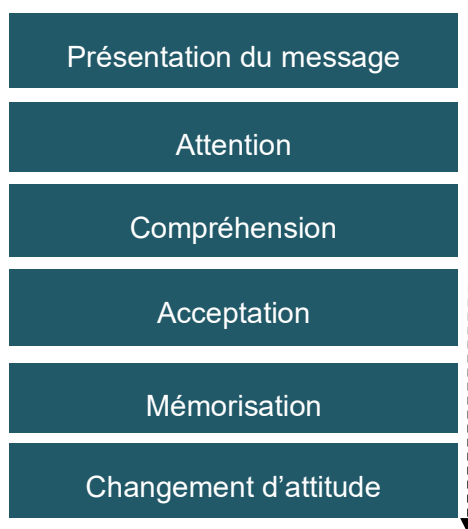 Présentation du message
Attention
Compréhension
Acceptation
Mémorisation
Changement d’attitude